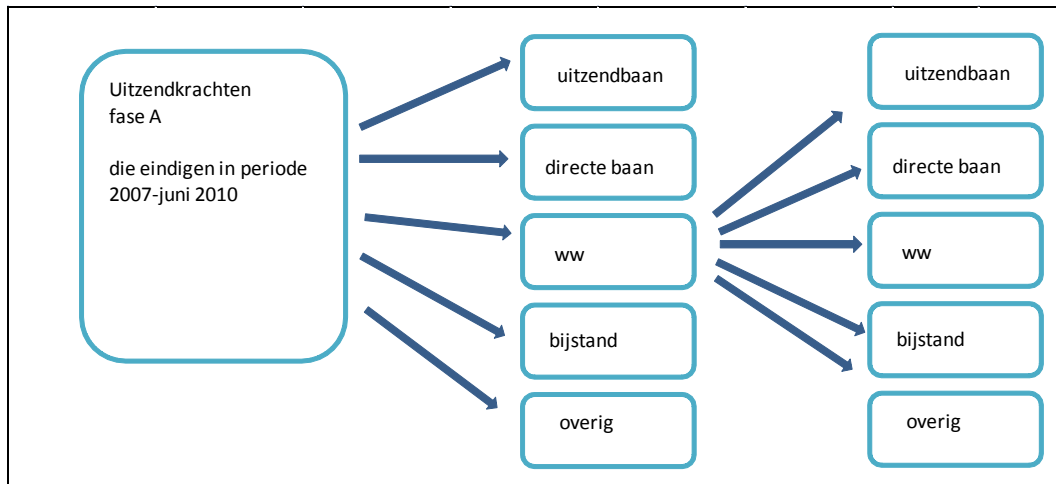 Uitzendkrachten
fase A
die eindigen in periode
2007-juni 2010
uitzendbaan
directe baan
ww
bijstand
overig
uitzendbaan
directe baan
ww
bijstand
overig